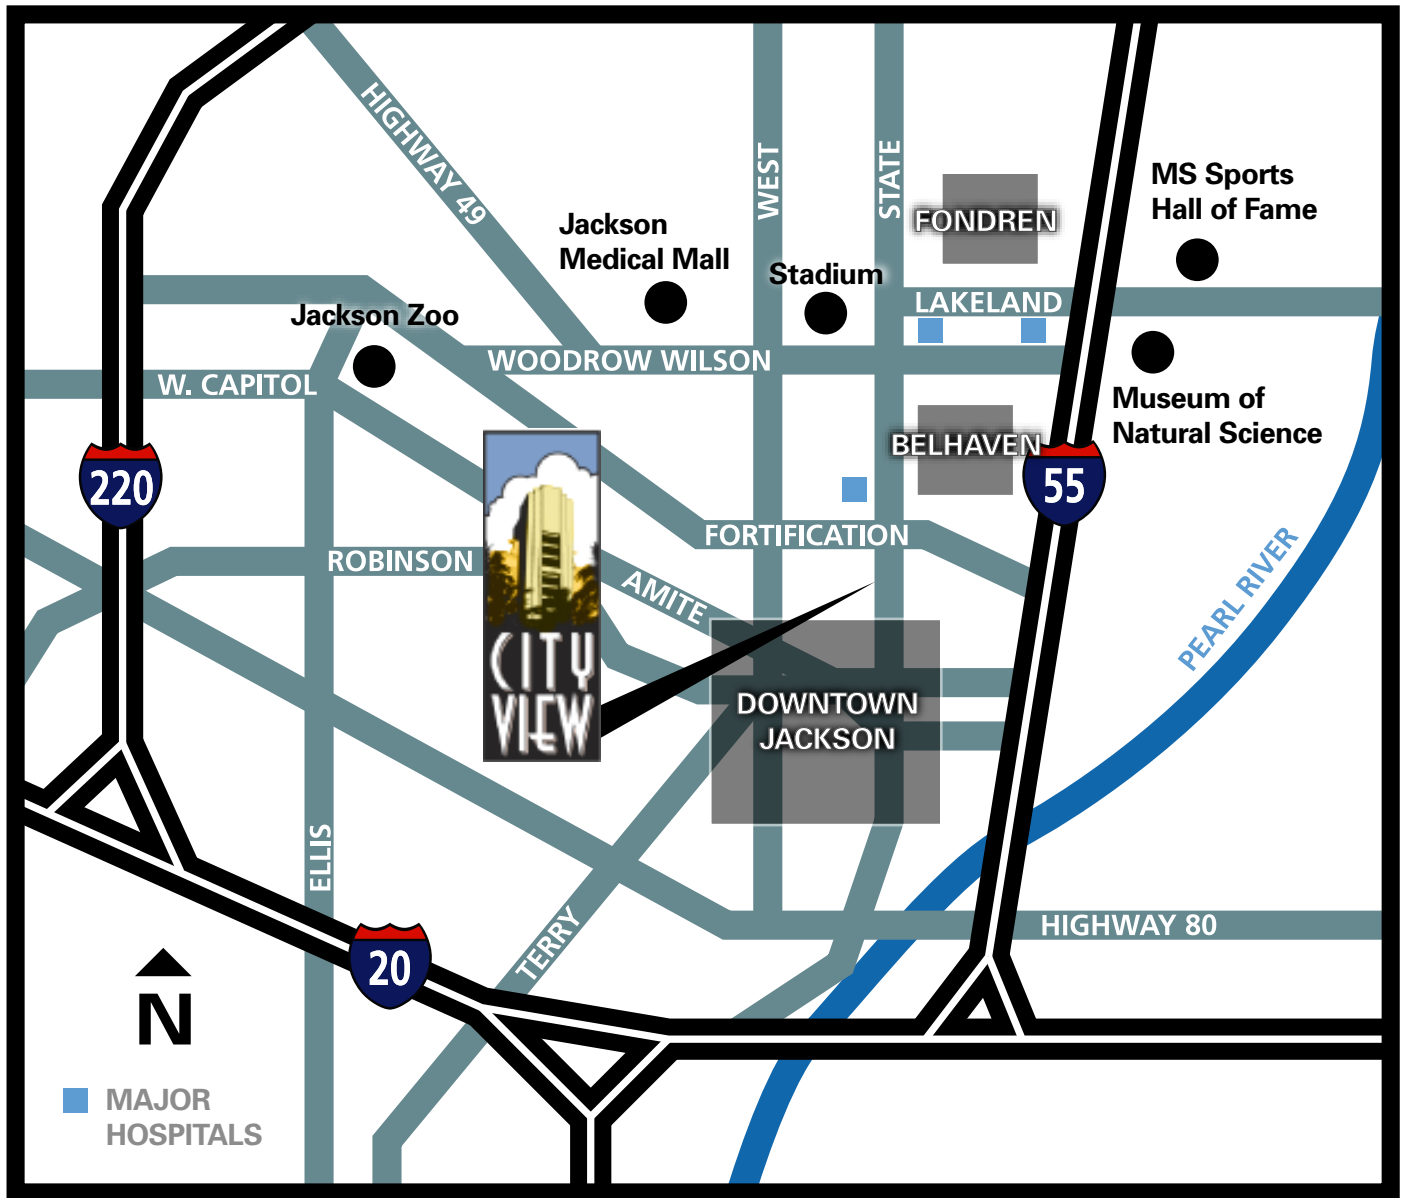 HIGHWAY 49
WEST
STATE
MS Sports
Hall of Fame
FONDREN
Jackson
Medical Mall
Stadium
LAKELAND
Jackson Zoo
WOODROW WILSON
W. CAPITOL
Museum of
Natural Science
BELHAVEN
220
55
FORTIFICATION
ROBINSON
AMITE
PEARL RIVER
CITY
VIEW
DOWNTOWN
JACKSON
ELLIS
TERRY
HIGHWAY 80
20
N
MAJOR
HOSPITALS